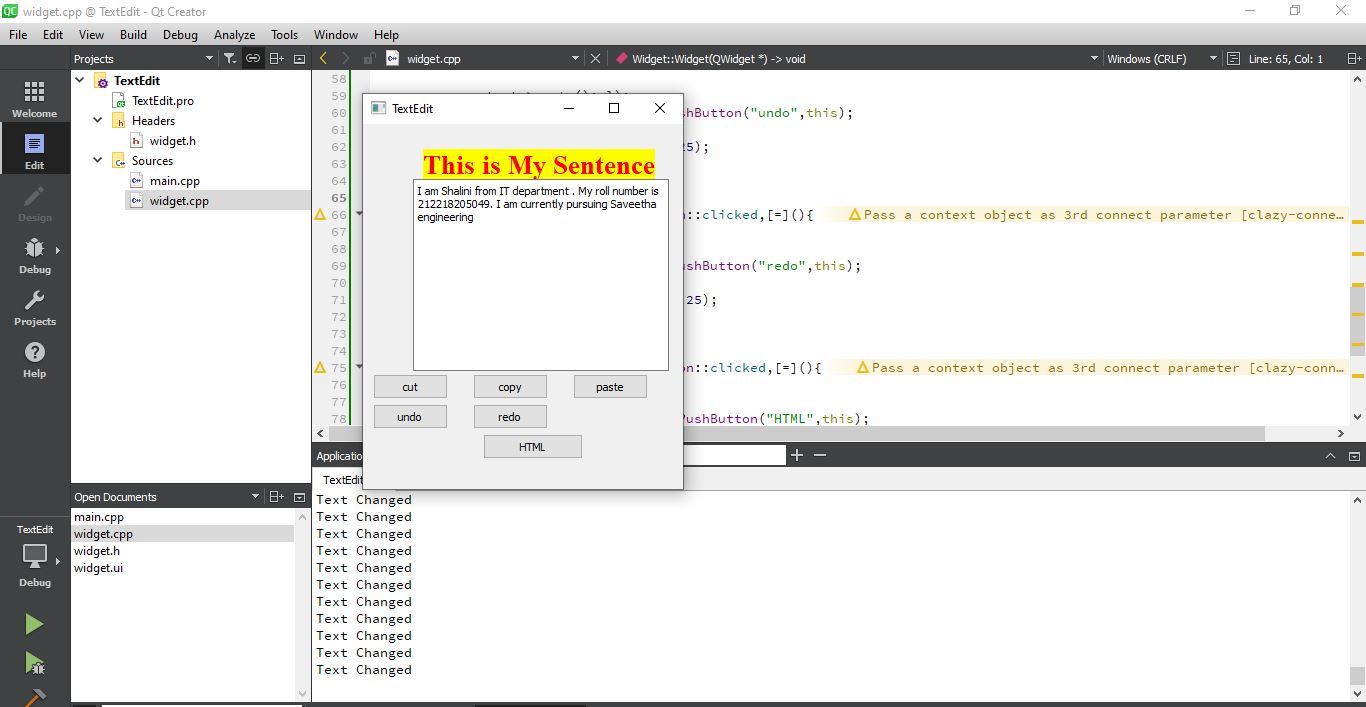 widget.cpp @ TextEdit - Qt Creator
File Edit View Build Debug Analyze Tools Window Help
Projects
widget.cpp
Widget::Widget(QWidget *) -> void
Windows (CRLF)
Line: 65, Col: 1
Welcome
Edit
Design
Debug
Projects
Help
TextEdit
Debug
TextEdit
TextEdit.pro
Headers
widget.h
Sources
main.cpp
widget.cpp
Open Documents
main.cpp
widget.cpp
widget.h
widget.ui
58
59
60 shButton("undo",this);
61
62 25);
63
64
65
66 ::clicked,[=](){ Pass a context object as 3rd connect parameter [clazy-conne…
67
68
69 shButton("redo",this);
70
71 25);
72
73
74
75 n::clicked,[=](){ Pass a context object as 3rd connect parameter [clazy-conn…
76
77
78 ushButton("HTML",this);
TextEdit
This is My Sentence
I am Shalini from IT department . My roll number is
212218205049. I am currently pursuing Saveetha
engineering
cut copy paste
undo redo
HTML
Applicatio
TextEdit
Text Changed
Text Changed
Text Changed
Text Changed
Text Changed
Text Changed
Text Changed
Text Changed
Text Changed
Text Changed
Text Changed